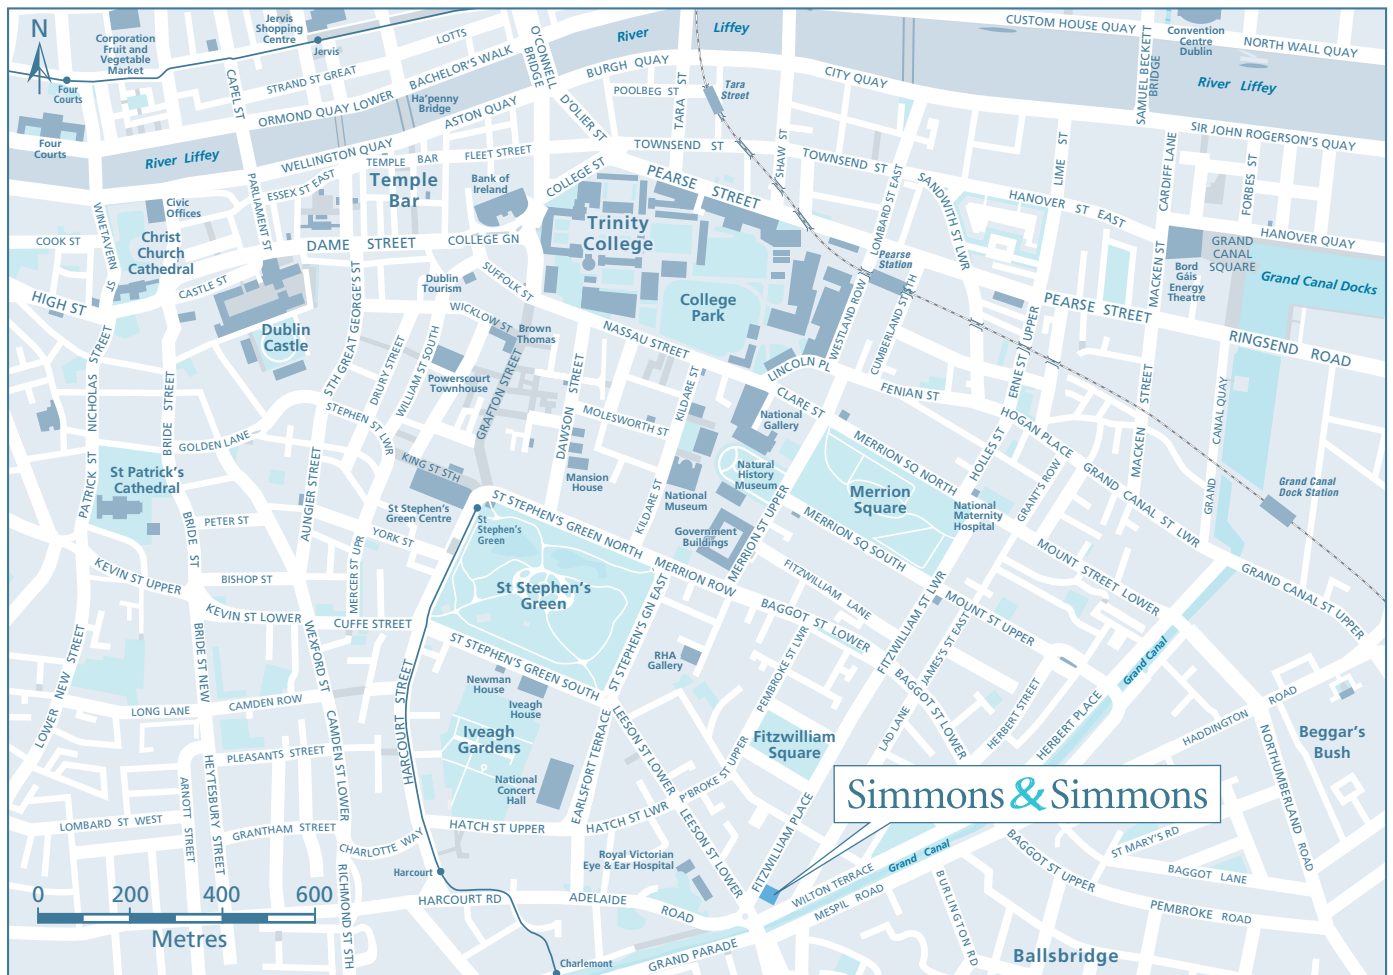 N
Corporation
Fruit and
Vegetable
Market
Jervis
Shopping
Centre
Jervis
LOTTS
O'CONNELL
BRIDGE
River
Liffey
CUSTOM HOUSE QUAY
Convention
Centre
Dublin
NORTH WALL QUAY
Four
Courts
CAPEL ST
STRAND ST GREAT
BACHELOR'S WALK
BURGH QUAY
POOLBEG ST
TARA ST
Tara
Street
CITY QUAY
SAMUEL BECKETT
BRIDGE
River Liffey
ORMOND QUAY LOWER
Ha'penny
Bridge
ASTON QUAY
D'OLIER ST
Four
Courts
River Liffey
WELLINGTON QUAY
TEMPLE BAR
FLEET STREET
TOWNSEND ST
SHAW ST
TOWNSEND ST
LIME ST
SIR JOHN ROGERSON'S QUAY
ESSEX ST EAST
Temple
Bar
Bank of
Ireland
COLLEGE ST
PEARSE STREET
LOMBARD ST EAST
SANDWITH ST LWR
HANOVER ST EAST
CARDIFF LANE
FORBES ST
WINETAVERN ST
Civic
Offices
PARLIAMENT ST
COOK ST
Christ
Church
Cathedral
DAME STREET
COLLEGE GN
Trinity
College
HANOVER QUAY
GRAND
CANAL
SQUARE
Pearse
Station
MACKEN ST
Bord
Gáis
Energy
Theatre
Grand Canal Docks
CASTLE ST
HIGH ST
Dublin
Tourism
SUFFOLK ST
College
Park
WESTLAND ROW
CUMBERLAND ST STH
PEARSE STREET
Dublin
Castle
STH GREAT GEORGE'S ST
WICKLOW ST
Brown
Thomas
NASSAU STREET
RINGSEND ROAD
NICHOLAS STREET
DRURY STREET
WILLIAM ST SOUTH
Powerscourt
Townhouse
GRAFTON STREET
DAWSON STREET
KILDARE ST
LINCOLN PL
FENIAN ST
ERNE ST UPPER
BRIDE STREET
STEPHEN ST LWR
MOLESWORTH ST
CLARE ST
National
Gallery
HOGAN PLACE
MACKEN STREET
GRAND CANAL QUAY
GOLDEN LANE
KING ST STH
MERRION SQ NORTH
HOLLES ST
GRAND CANAL ST LWR
PATRICK ST
St Patrick's
Cathedral
AUNGIER STREET
Mansion
House
National
Museum
Natural
History
Museum
Merrion
Square
GRANT'S ROW
Grand Canal
Dock Station
St Stephen's
Green Centre
ST STEPHEN'S GREEN NORTH
KILDARE ST
Government
Buildings
MERRION ST UPPER
National
Maternity
Hospital
PETER ST
BRIDE ST
YORK ST
St
Stephen's
Green
MERRION SQ SOUTH
MOUNT STREET LOWER
KEVIN ST UPPER
BISHOP ST
MERCER ST UPR
St Stephen's
Green
MERRION ROW
FITZWILLIAM LANE
FITZWILLIAM ST LWR
MOUNT ST UPPER
GRAND CANAL ST UPPER
KEVIN ST LOWER
CUFFE STREET
BAGGOT ST LOWER
ST STEPHEN'S GN EAST
ST STEPHEN'S GREEN SOUTH
RHA
Gallery
PEMBROKE ST LWR
JAMES'S ST EAST
Grand Canal
LOWER NEW STREET
BRIDE ST NEW
WEXFORD ST
Newman
House
Iveagh
House
BAGGOT ST LOWER
HERBERT STREET
HERBERT PLACE
HADDINGTON ROAD
LONG LANE
CAMDEN ROW
HARCOURT STREET
Iveagh
Gardens
LEESON ST LOWER
Fitzwilliam
Square
LAD LANE
Beggar's
Bush
PLEASANTS STREET
CAMDEN ST LOWER
National
Concert
Hall
EARLSFORT TERRACE
P'BROKE ST UPPER
NORTHUMBERLAND ROAD
ARNOTT STREET
HEYTESBURY STREET
Simmons & Simmons
LOMBARD ST WEST
GRANTHAM STREET
HATCH ST UPPER
HATCH ST LWR
LEESON ST LOWER
FITZWILLIAM PLACE
CHARLOTTE WAY
Harcourt
Royal Victorian
Eye & Ear Hospital
WILTON TERRACE
Grand Canal
BAGGOT ST UPPER
ST MARY'S RD
BAGGOT LANE
0 200 400 600
Metres
RICHMOND ST STH
HARCOURT RD
ADELAIDE ROAD
MESPIL ROAD
BURLINGTON RD
PEMBROKE ROAD
GRAND PARADE
Charlemont
Ballsbridge